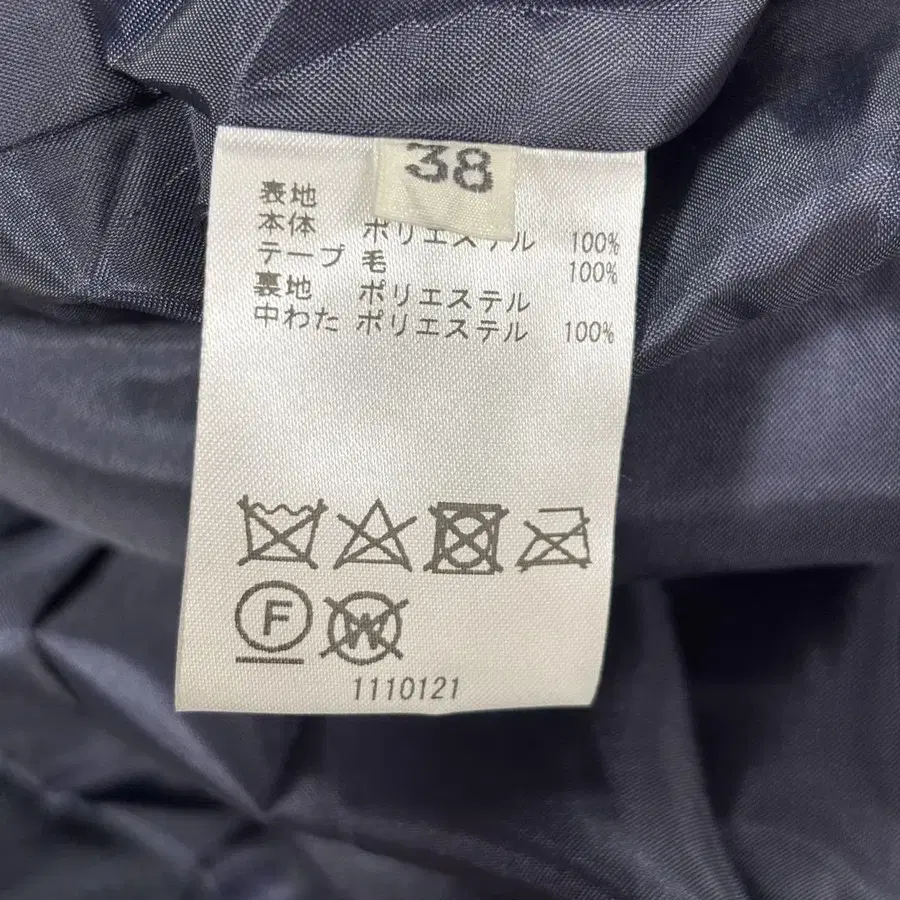 38
表地
本体 ポリエステル 100%
テープ 毛 100%
裏地 ポリエステル
中わた ポリエステル 100%
F
W
1110121